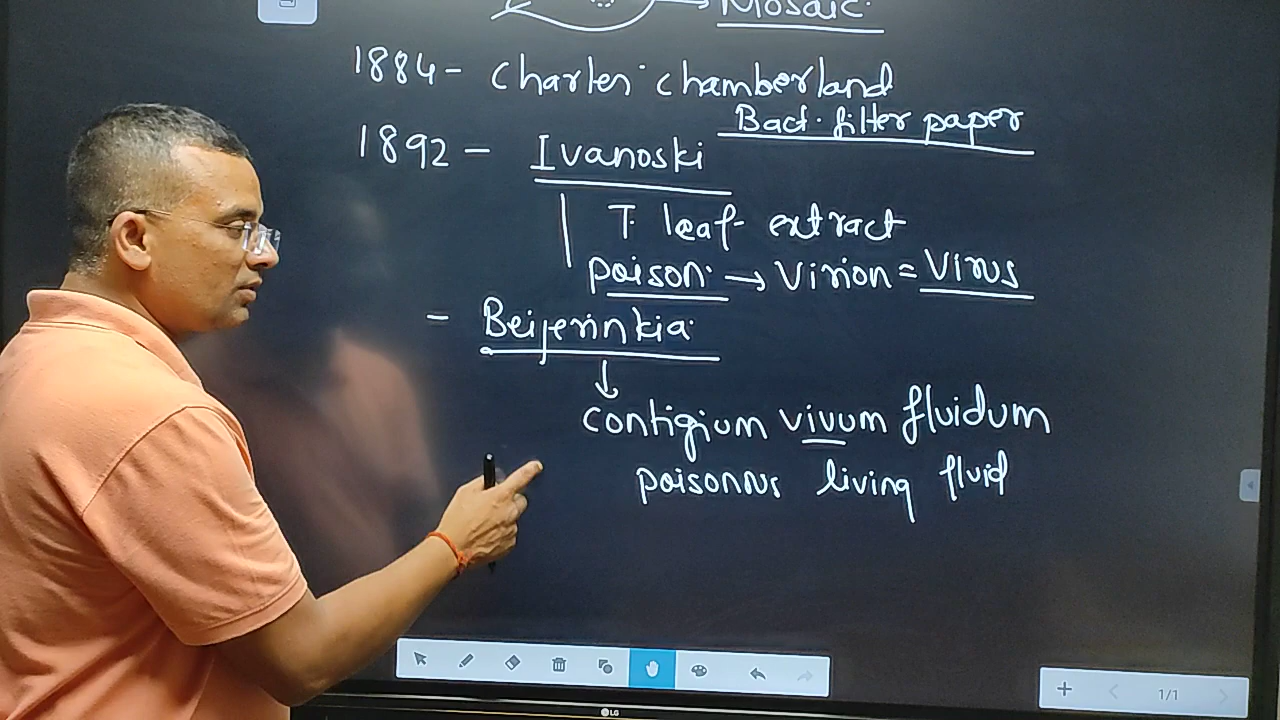 Mosaic.
1884 - Charles chamberland
Bact. filter paper
1892 - Ivanoski
T. leaf extract
poison. → Virion = Virus
- Beijerinkia.
contigium vivum fluidum
poisonous living fluid
1/1
LG